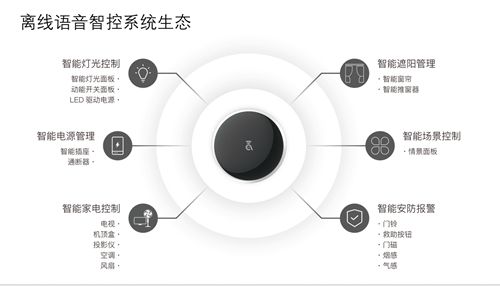 离线语音智控系统生态
智能灯光控制
智能灯光面板·
动能开关面板·
LED 驱动电源·
智能电源管理
智能插座·
通断器·
智能家电控制
电视·
机顶盒·
投影仪·
空调·
风扇·
智能遮阳管理
·智能窗帘
·智能推窗器
智能场景控制
·情景面板
智能安防报警
·门铃
·救助按钮
·门磁
·烟感
·气感